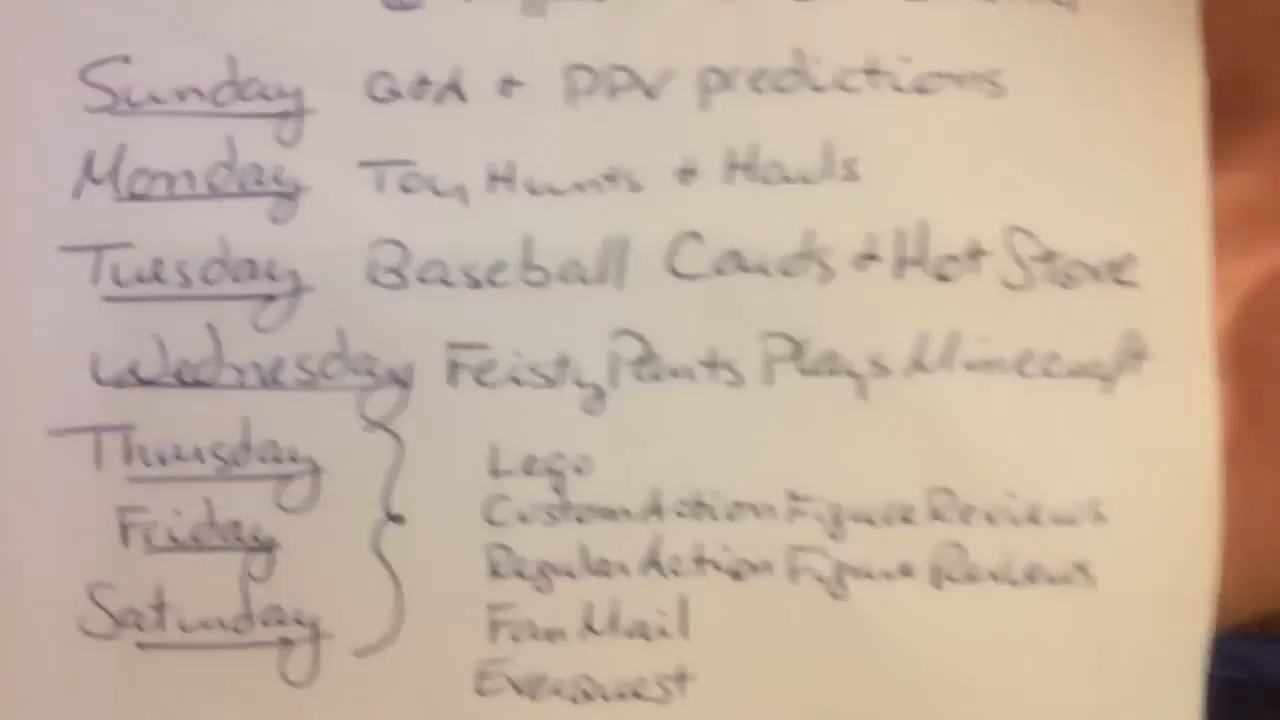 Sunday Q+A + PPV predictions
Monday Toy Hunts + Hauls
Tuesday Baseball Cards + Hot Stove
Wednesday Feisty Pants Plays Minecraft
Thursday Lego
Friday Custom Action Figure Reviews
Regular Action Figure Reviews
Saturday Fan Mail
Everquest